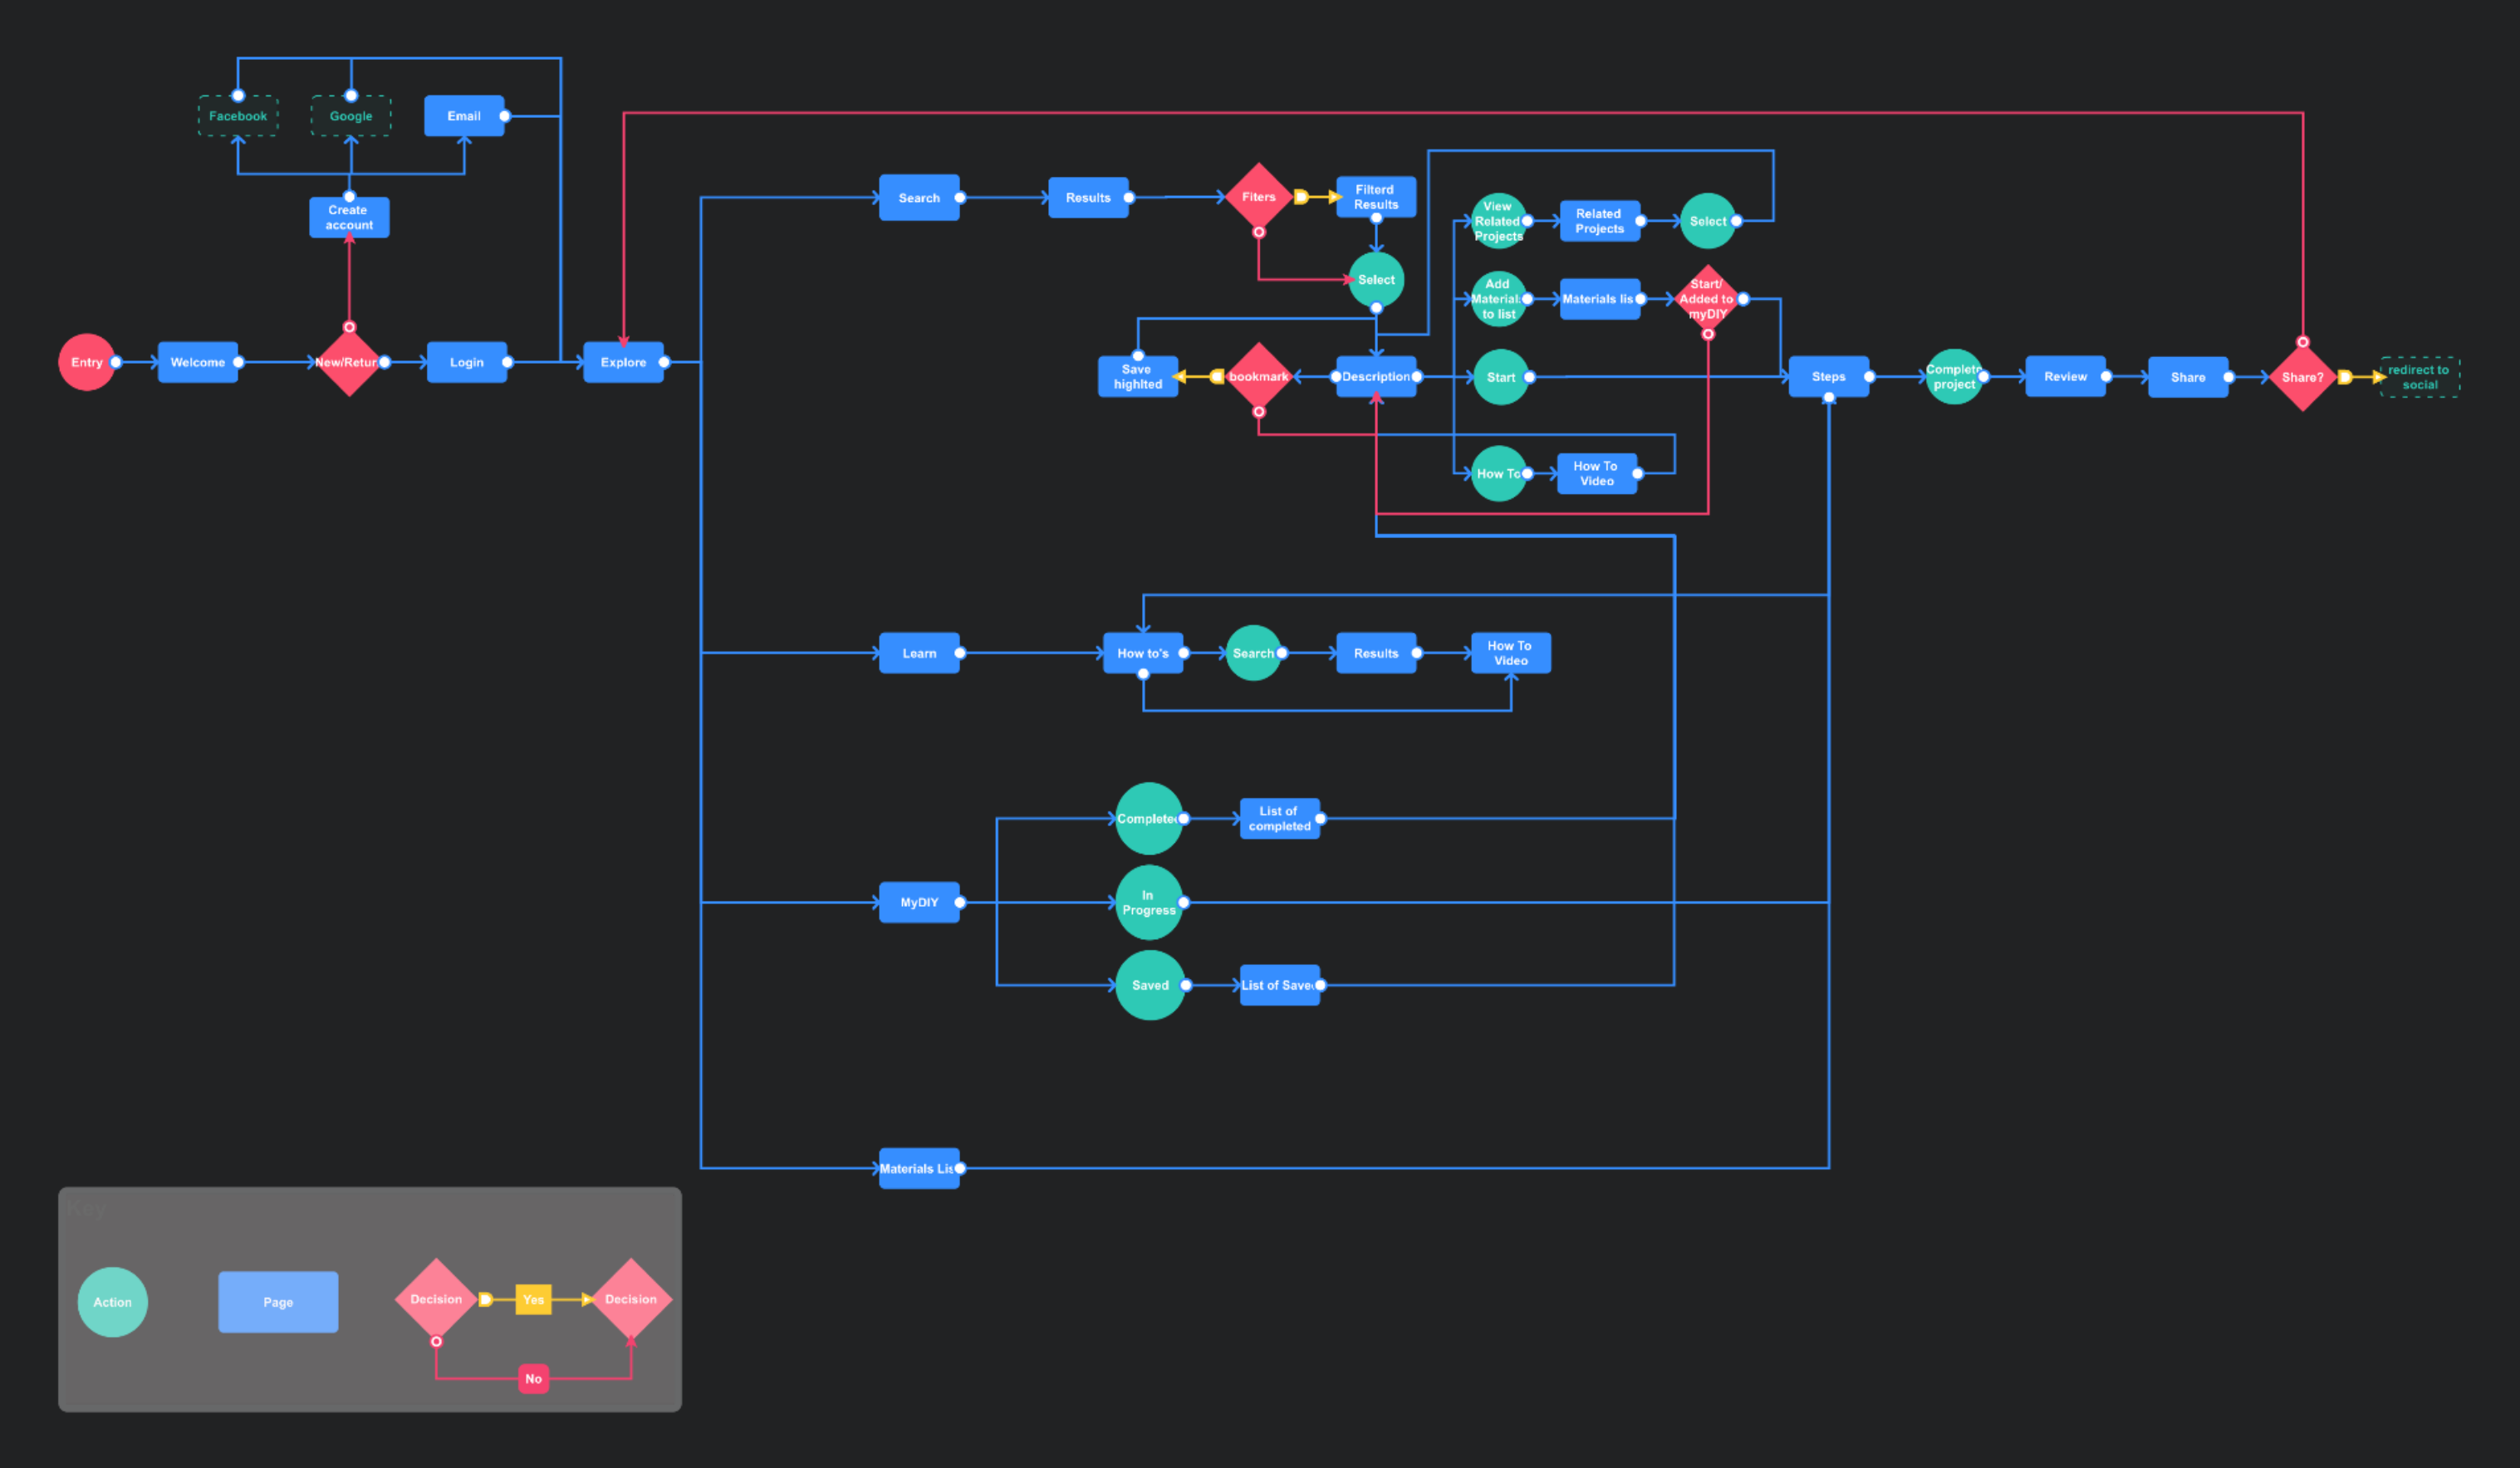 Facebook
Google
Email
Create
account
Entry
Welcome
New/Retur
Login
Explore
Search
Results
Fiters
Filterd
Results
Select
View
Related
Projects
Related
Projects
Select
Add
Material
to list
Materials lis
Start/
Added to
myDIY
Save
highlted
bookmark
Description
Start
Steps
Complete
project
Review
Share
Share?
redirect to
social
How To
How To
Video
Learn
How to's
Search
Results
How To
Video
Completed
List of
completed
MyDIY
In
Progress
Saved
List of Saved
Materials Lis
Key
Action
Page
Decision
Yes
Decision
No